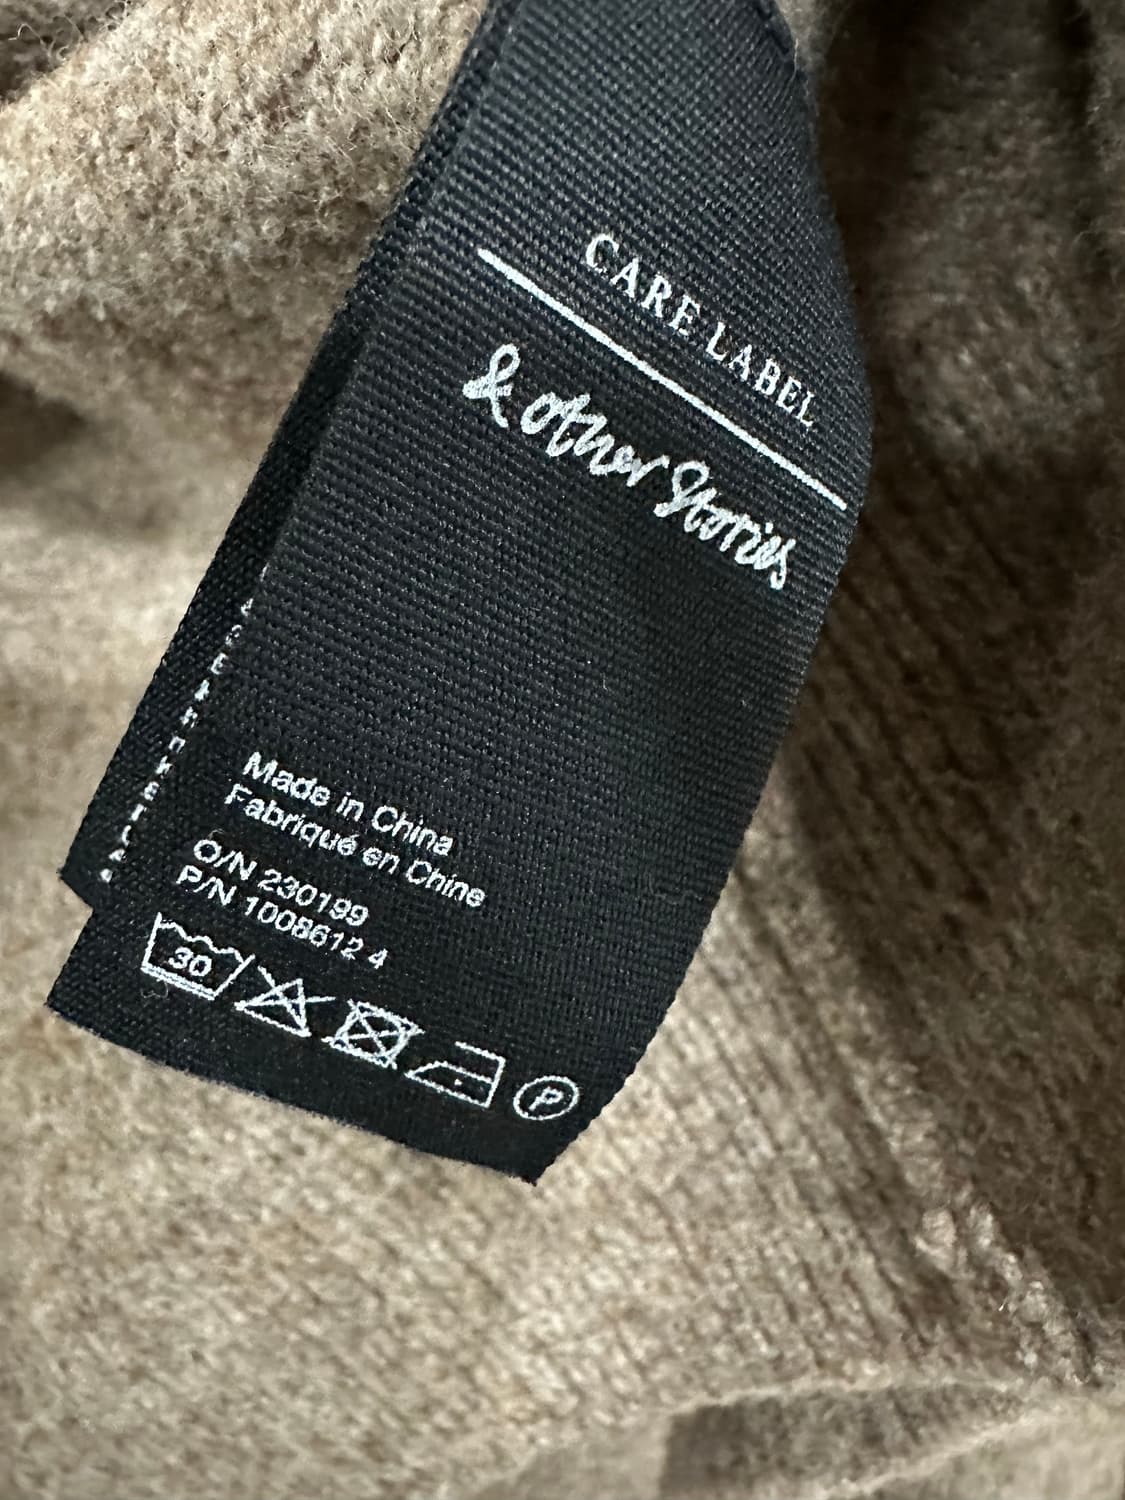 CARE LABEL
& other Stories
Made in China
Fabriqué en Chine
O/N 230199
P/N 1008612 4
30
P